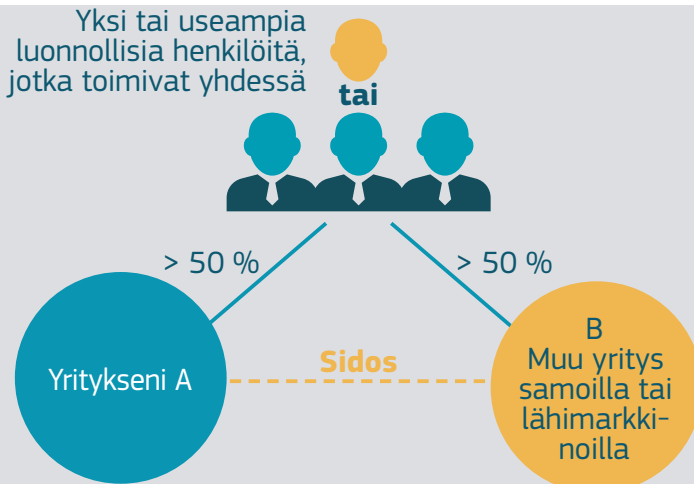 Yksi tai useampia
luonnollisia henkilöitä,
jotka toimivat yhdessä
tai
> 50 %
> 50 %
Yritykseni A
Sidos
B
Muu yritys
samoilla tai
lähimarkki-
noilla